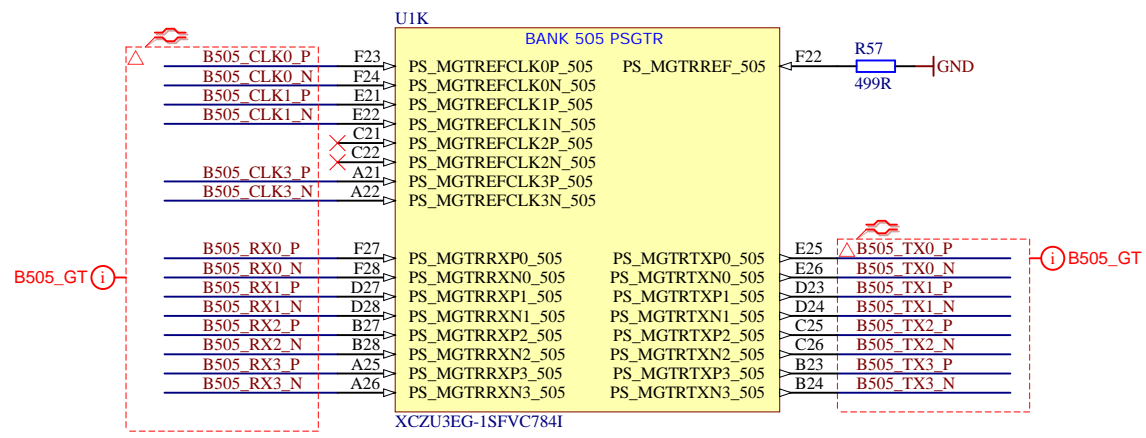 U1K
BANK 505 PSGTR
B505_CLK0_P F23 PS_MGTREFCLK0P_505 PS_MGTRREF_505 F22 R57 GND
499R
B505_CLK0_N F24 PS_MGTREFCLK0N_505
B505_CLK1_P E21 PS_MGTREFCLK1P_505
B505_CLK1_N E22 PS_MGTREFCLK1N_505
C21 PS_MGTREFCLK2P_505
C22 PS_MGTREFCLK2N_505
B505_CLK3_P A21 PS_MGTREFCLK3P_505
B505_CLK3_N A22 PS_MGTREFCLK3N_505
B505_RX0_P F27 PS_MGTRRXP0_505 PS_MGTRTXP0_505 E25 B505_TX0_P
B505_GT i B505_RX0_N F28 PS_MGTRRXN0_505 PS_MGTRTXN0_505 E26 B505_TX0_N i B505_GT
B505_RX1_P D27 PS_MGTRRXP1_505 PS_MGTRTXP1_505 D23 B505_TX1_P
B505_RX1_N D28 PS_MGTRRXN1_505 PS_MGTRTXN1_505 D24 B505_TX1_N
B505_RX2_P B27 PS_MGTRRXP2_505 PS_MGTRTXP2_505 C25 B505_TX2_P
B505_RX2_N B28 PS_MGTRRXN2_505 PS_MGTRTXN2_505 C26 B505_TX2_N
B505_RX3_P A25 PS_MGTRRXP3_505 PS_MGTRTXP3_505 B23 B505_TX3_P
B505_RX3_N A26 PS_MGTRRXN3_505 PS_MGTRTXN3_505 B24 B505_TX3_N
XCZU3EG-1SFVC784I